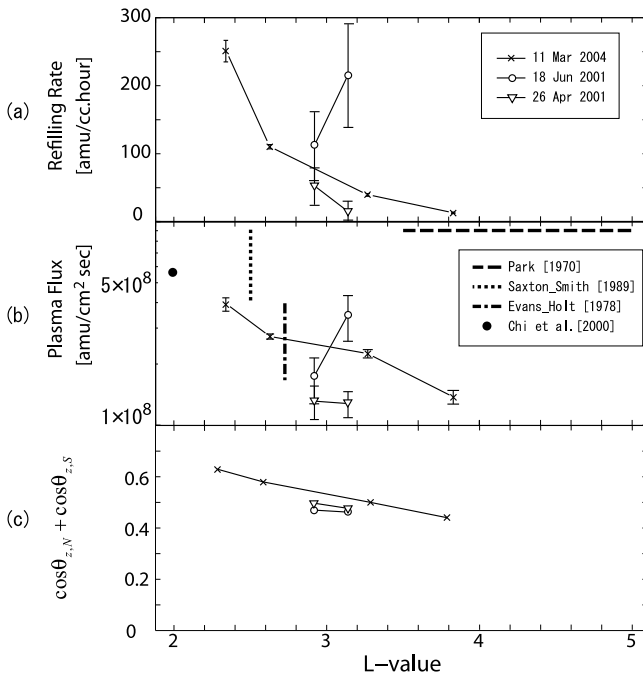 (a)
Refilling Rate
[amu/cc.hour]
300
200
100
0
11 Mar 2004
18 Jun 2001
26 Apr 2001
(b)
Plasma Flux
[amu/cm² sec]
5×10⁸
1×10⁸
Park [1970]
Saxton_Smith [1989]
Evans_Holt [1978]
Chi et al.[2000]
(c)
cosθz,N + cosθz,S
0.6
0.4
0.2
0
2
3
4
5
L-value